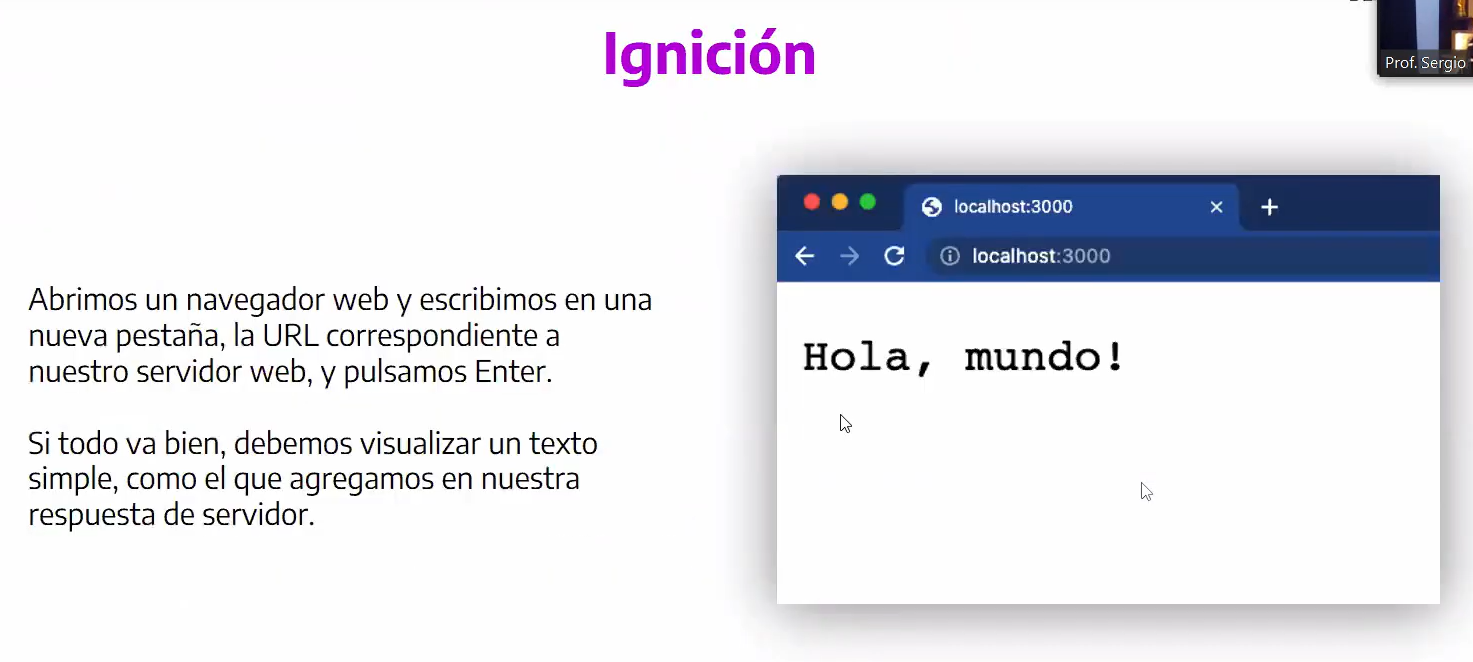 Ignición
Prof. Sergio
localhost:3000
localhost:3000
Hola, mundo!
Abrimos un navegador web y escribimos en una
nueva pestaña, la URL correspondiente a
nuestro servidor web, y pulsamos Enter.
Si todo va bien, debemos visualizar un texto
simple, como el que agregamos en nuestra
respuesta de servidor.